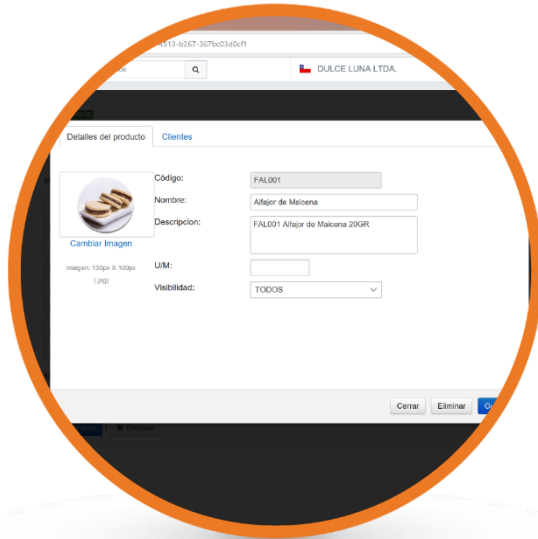 4513-b267-367bc03d0cf1
DULCE LUNA LTDA.
Detalles del producto
Clientes
Código:
FAL001
Nombre:
Alfajor de Maicena
Descripcion:
FAL001 Alfajor de Maicena 20GR
Cambiar Imagen
Imagen: 150px X 100px
(.jpg)
U/M:
Visibilidad:
TODOS
Cerrar
Eliminar